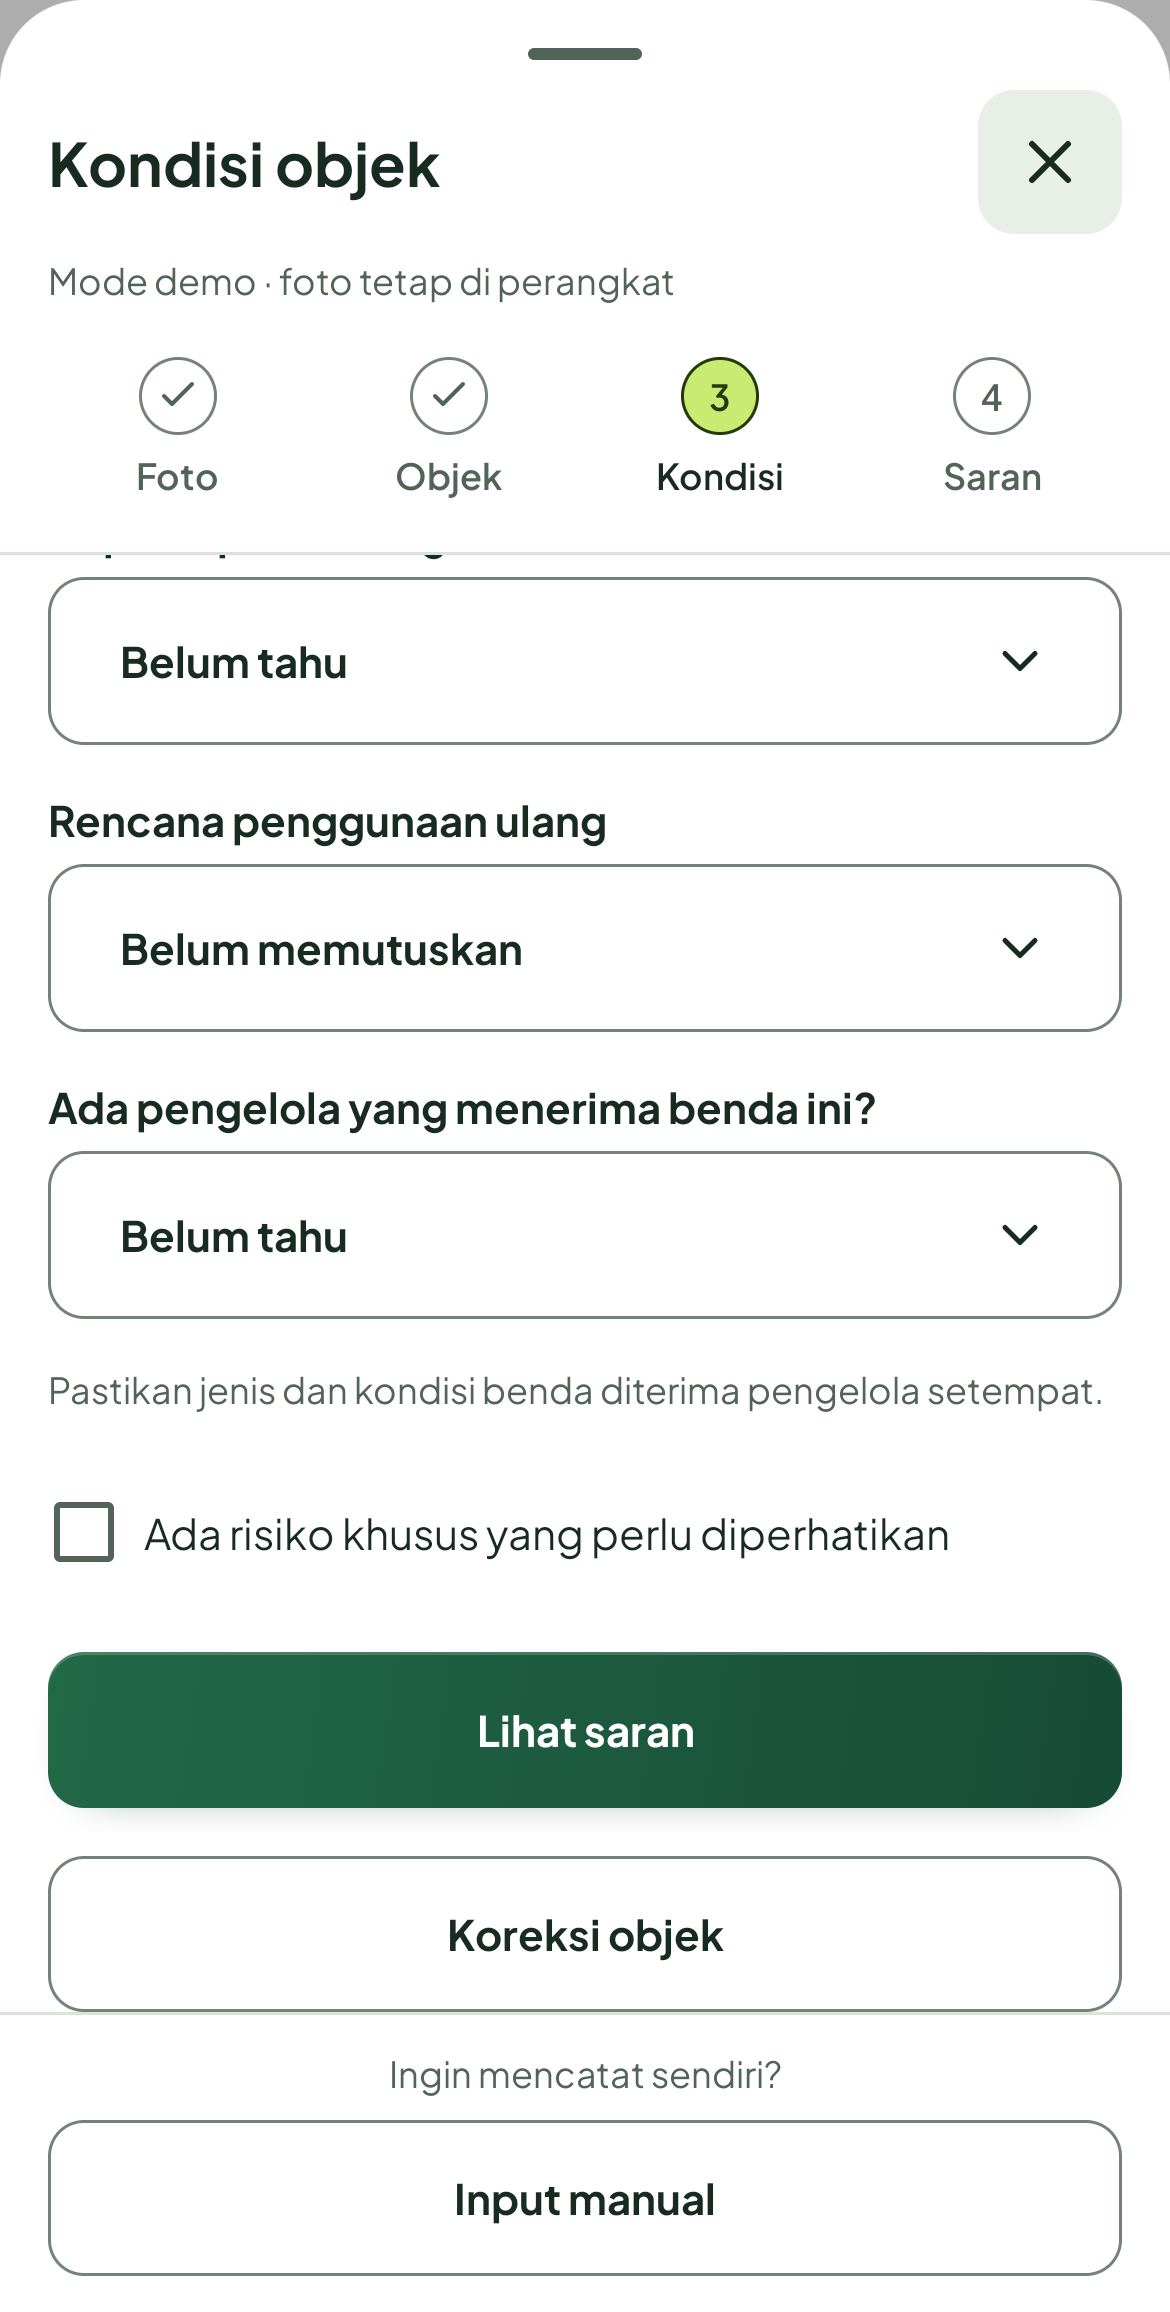 Kondisi objek
Mode demo · foto tetap di perangkat
3
4
Foto
Objek
Kondisi
Saran
Belum tahu
Rencana penggunaan ulang
Belum memutuskan
Ada pengelola yang menerima benda ini?
Belum tahu
Pastikan jenis dan kondisi benda diterima pengelola setempat.
Ada risiko khusus yang perlu diperhatikan
Lihat saran
Koreksi objek
Ingin mencatat sendiri?
Input manual